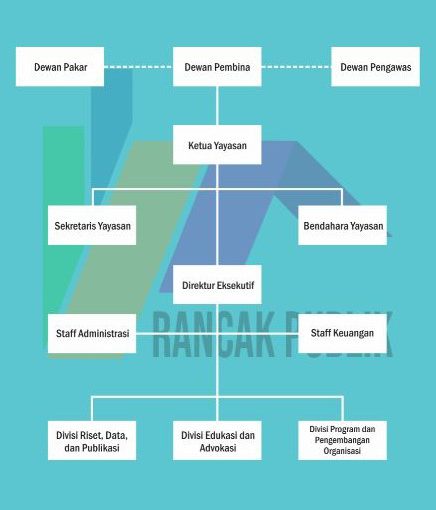 Dewan Pakar
Dewan Pembina
Dewan Pengawas
Ketua Yayasan
Sekretaris Yayasan
Bendahara Yayasan
Direktur Eksekutif
Staff Administrasi
Staff Keuangan
RANCAK PUBLIK
Divisi Riset, Data,
dan Publikasi
Divisi Edukasi dan
Advokasi
Divisi Program dan
Pengembangan
Organisasi